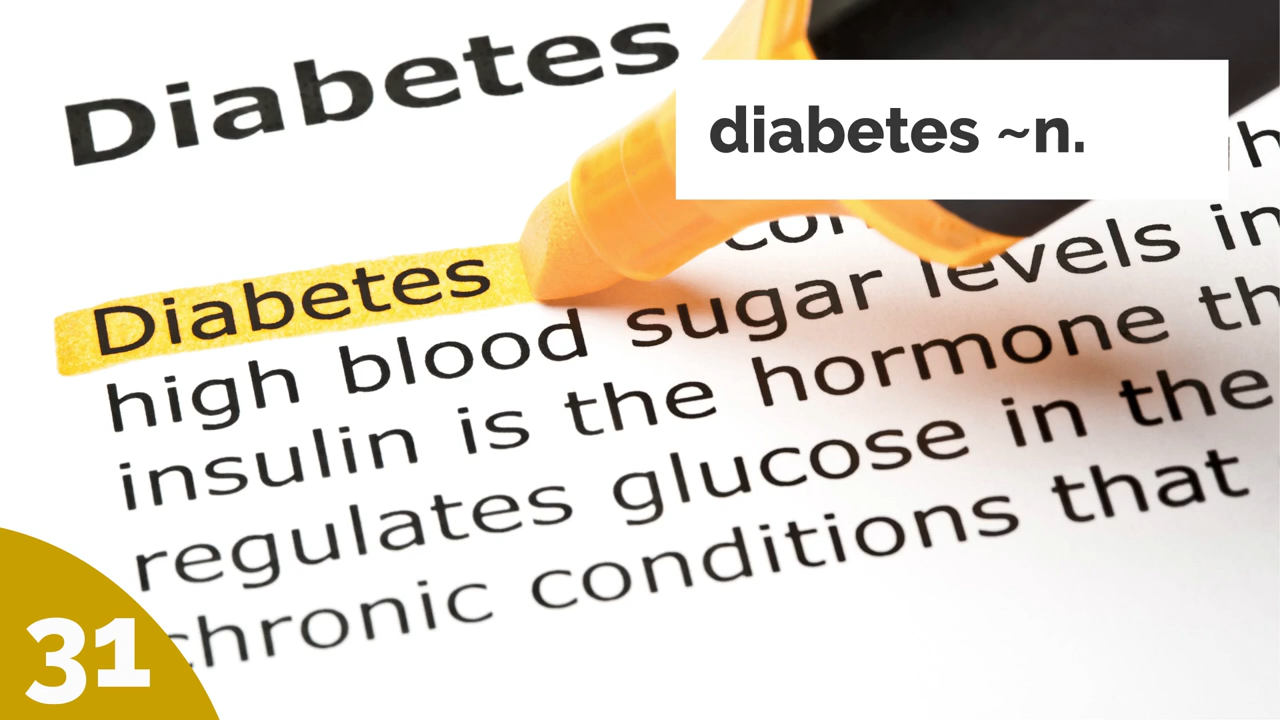 Diabetes
diabetes ~n.
Diabetes
high blood sugar levels in
insulin is the hormone
regulates glucose in the
chronic conditions that
31